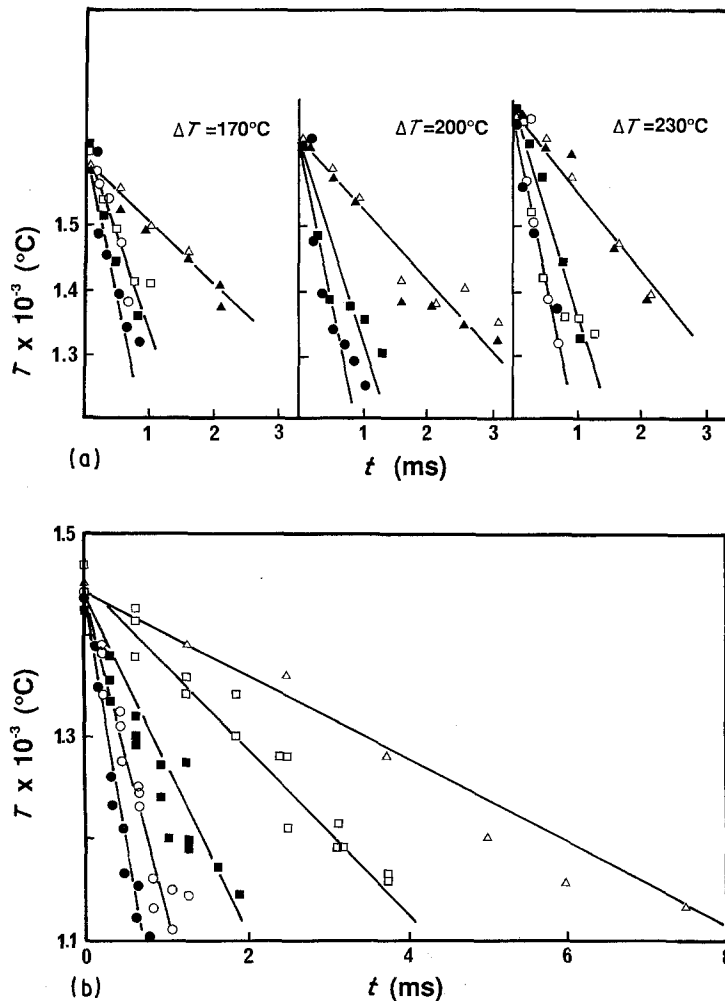 ΔT = 170°C
ΔT = 200°C
ΔT = 230°C
1.5
1.4
1.3
T x 10⁻³ (°C)
1 2 3
1 2 3
1 2 3
(a)
t (ms)
1.5
1.3
1.1
T x 10⁻³ (°C)
0 2 4 6 8
(b)
t (ms)